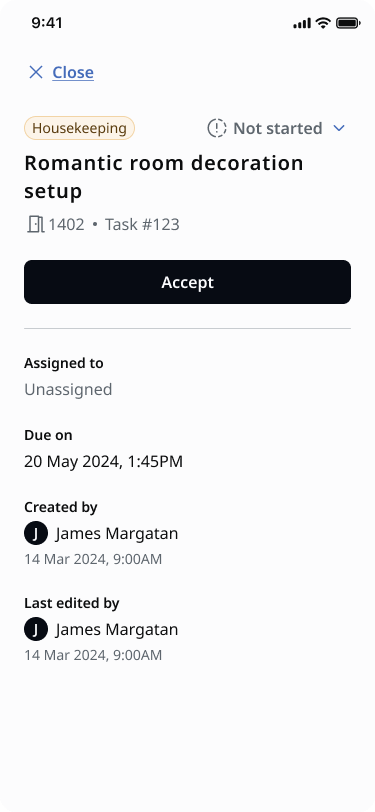 9:41
Close
Housekeeping
Not started
Romantic room decoration
setup
1402 • Task #123
Accept
Assigned to
Unassigned
Due on
20 May 2024, 1:45PM
Created by
J James Margatan
14 Mar 2024, 9:00AM
Last edited by
J James Margatan
14 Mar 2024, 9:00AM